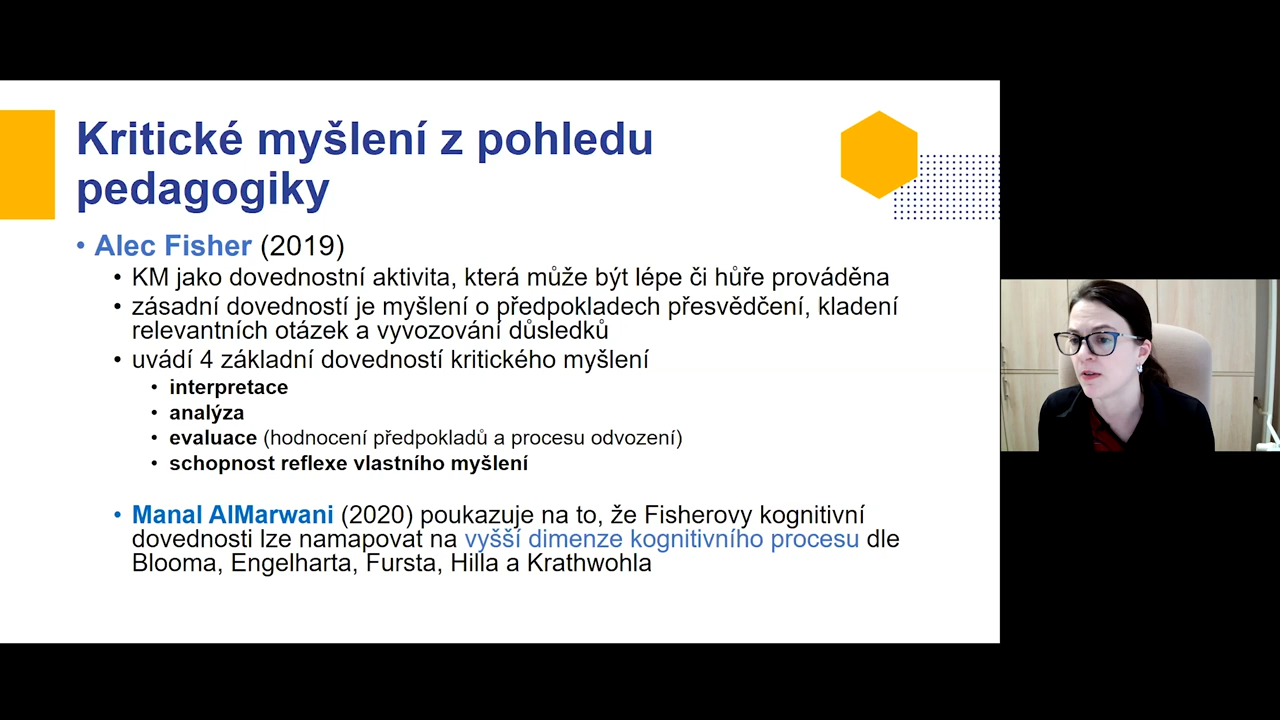 Kritické myšlení z pohledu
pedagogiky
• Alec Fisher (2019)
• KM jako dovednostní aktivita, která může být lépe či hůře prováděna
• zásadní dovedností je myšlení o předpokladech přesvědčení, kladení
relevantních otázek a vyvozování důsledků
• uvádí 4 základní dovedností kritického myšlení
• interpretace
• analýza
• evaluace (hodnocení předpokladů a procesu odvození)
• schopnost reflexe vlastního myšlení
• Manal AlMarwani (2020) poukazuje na to, že Fisherovy kognitivní
dovednosti lze namapovat na vyšší dimenze kognitivního procesu dle
Blooma, Engelharta, Fursta, Hilla a Krathwohla